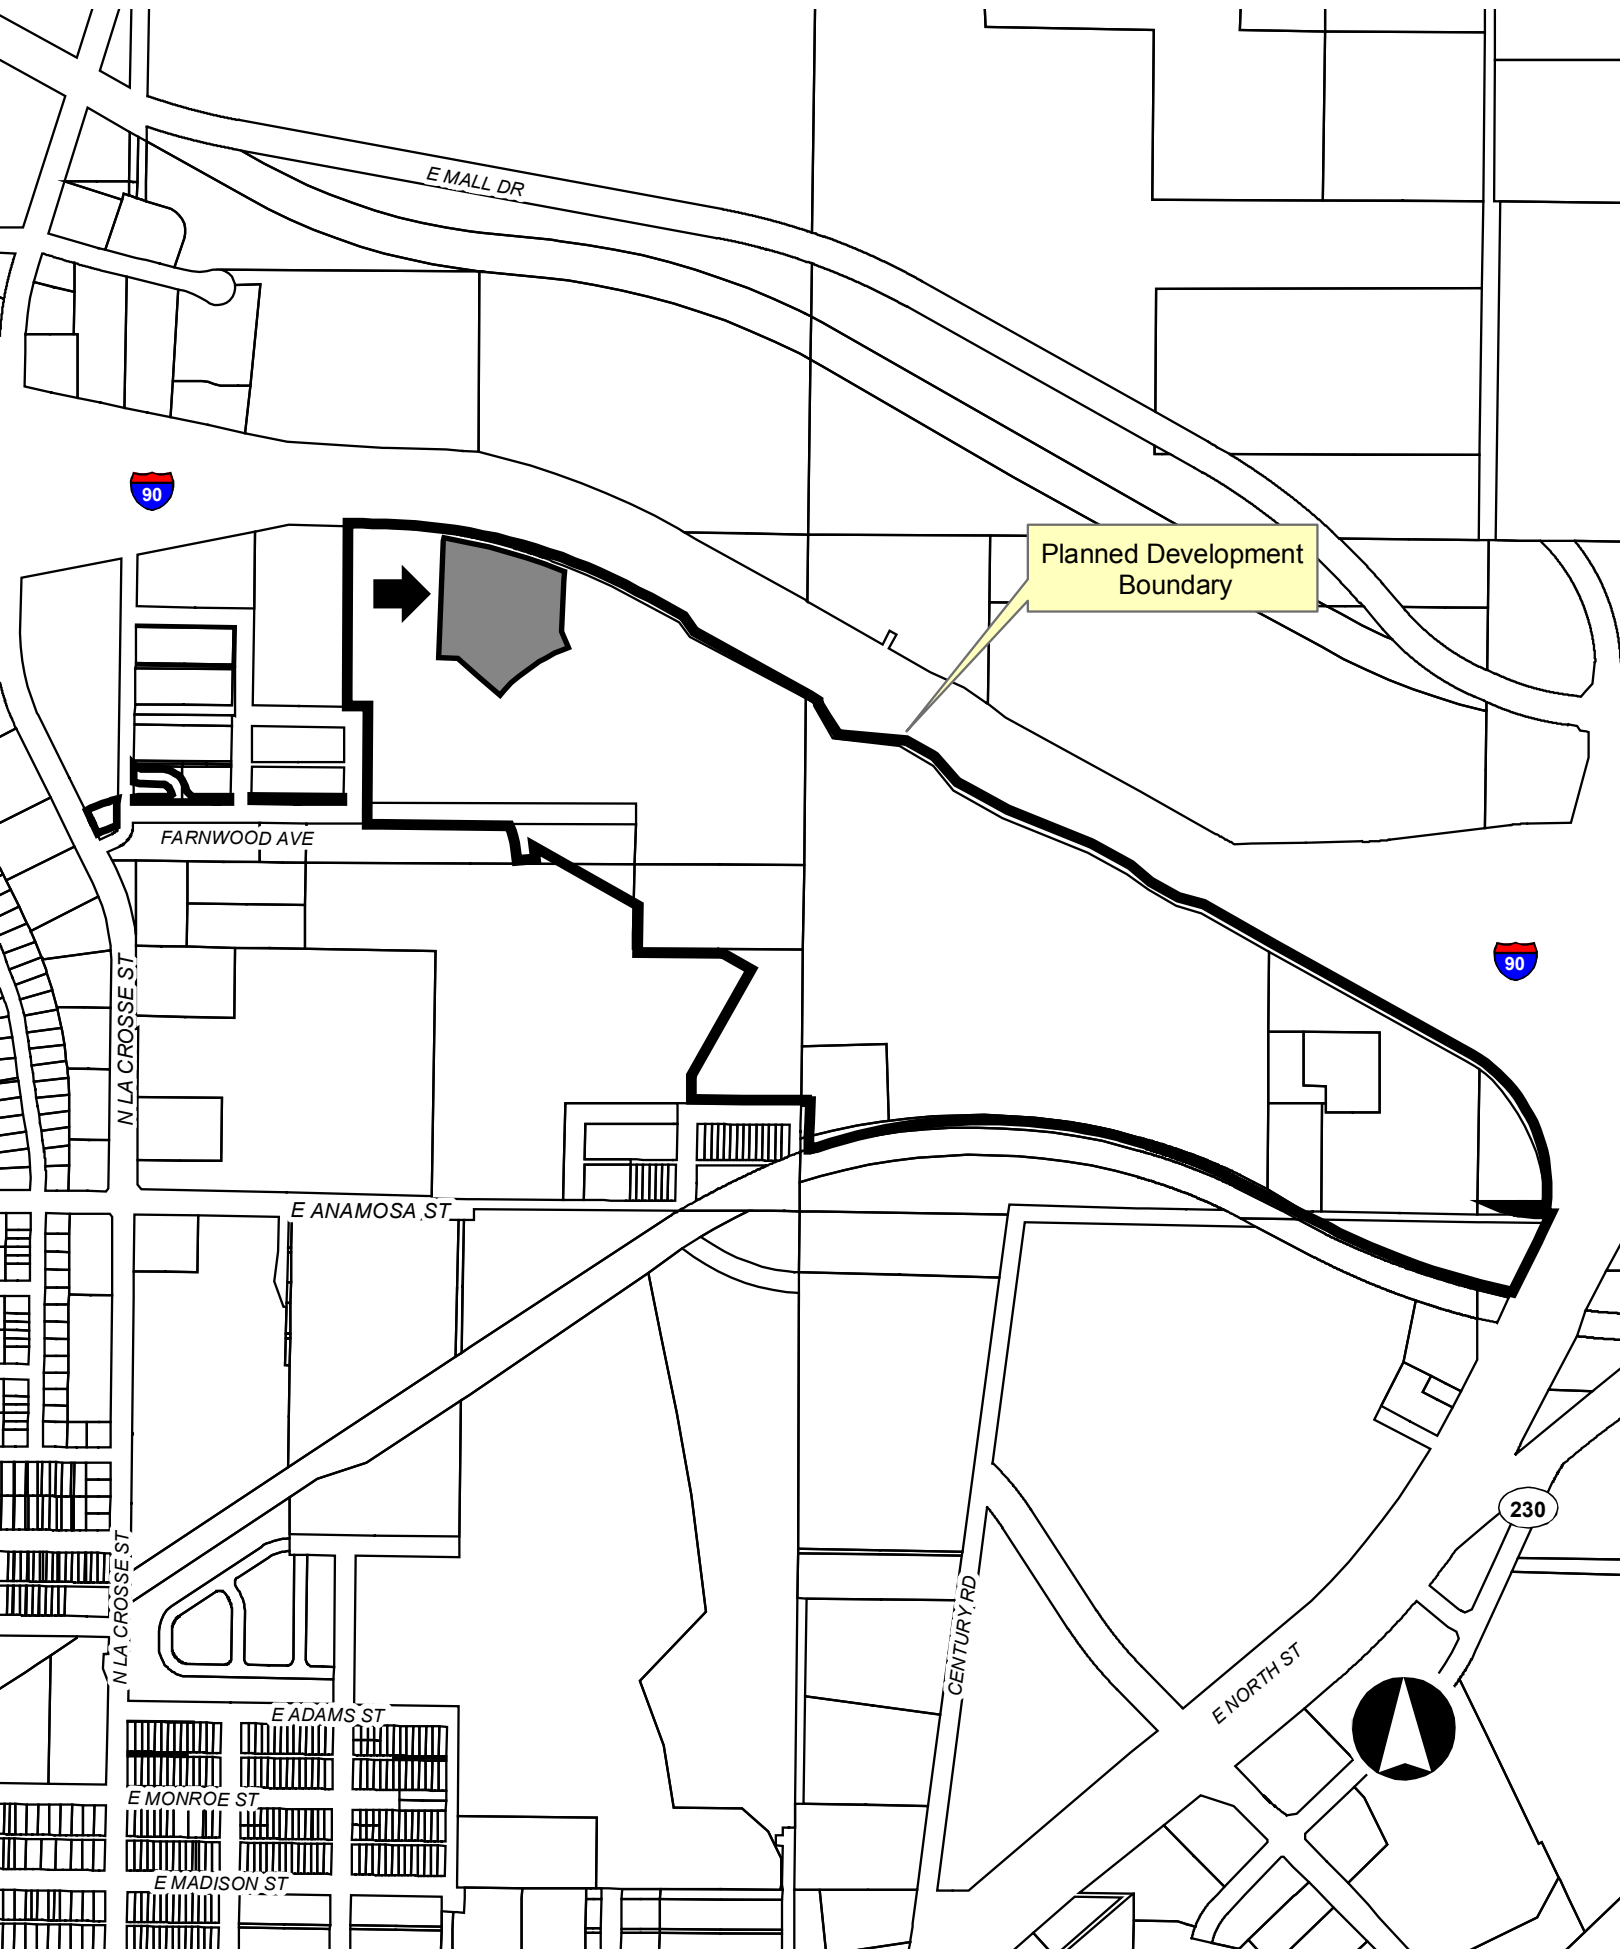 E MALL DR
90
Planned Development
Boundary
FARNWOOD AVE
90
N LA CROSSE ST
E ANAMOSA ST
230
N LA CROSSE ST
CENTURY RD
E NORTH ST
E ADAMS ST
E MONROE ST
E MADISON ST